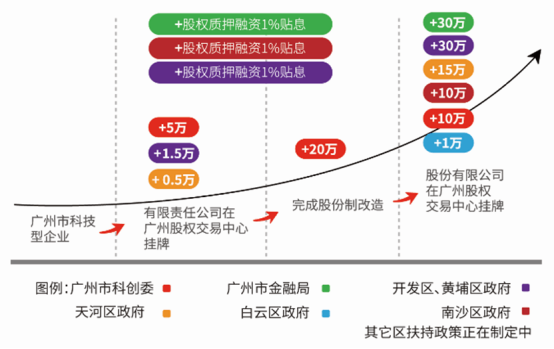 +股权质押融资1%贴息
+股权质押融资1%贴息
+股权质押融资1%贴息
+30万
+30万
+15万
+10万
+10万
+1万
+5万
+1.5万
+ 0.5万
+20万
广州市科技
型企业
有限责任公司在
广州股权交易中心
挂牌
完成股份制改造
股份有限公司
在广州股权
交易中心挂牌
图例：广州市科创委
广州市金融局
开发区、黄埔区政府
天河区政府
白云区政府
南沙区政府
其它区扶持政策正在制定中